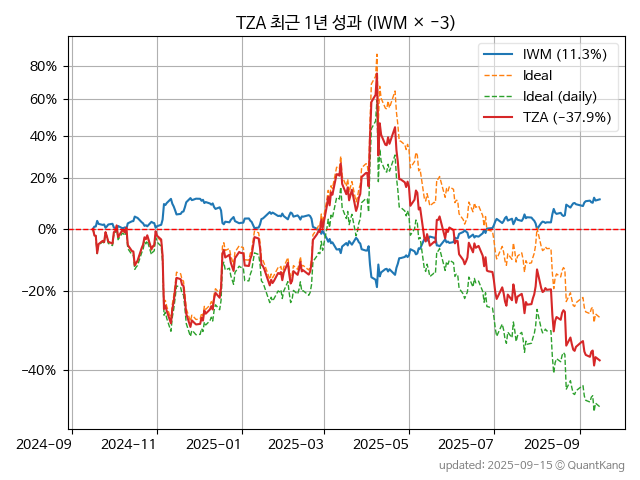 TZA 최근 1년 성과 (IWM × −3)
IWM (11.3%)
Ideal
Ideal (daily)
TZA (−37.9%)
80%
60%
40%
20%
0%
−20%
−40%
2024-09
2024-11
2025-01
2025-03
2025-05
2025-07
2025-09
updated: 2025-09-15 ⓒ QuantKang